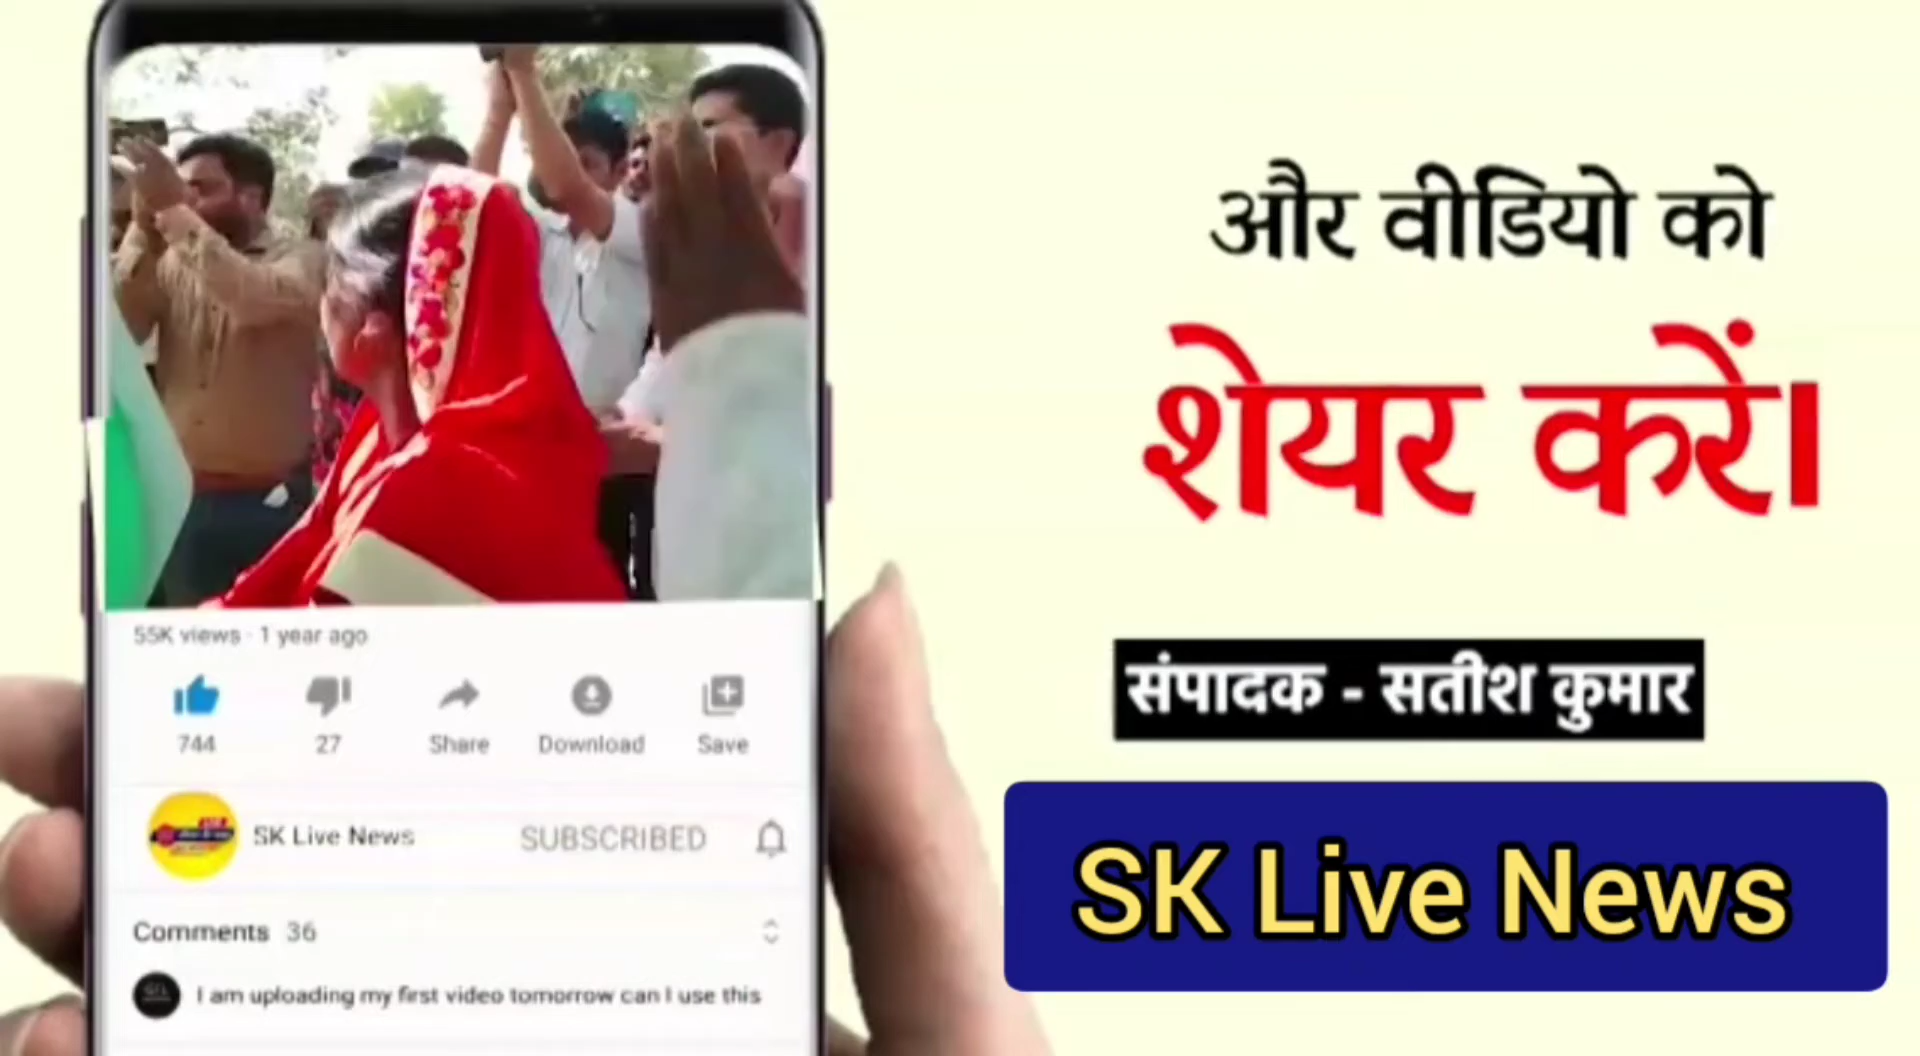 55K views · 1 year ago
744
27
Share
Download
Save
SK Live News
SUBSCRIBED
Comments 36
I am uploading my first video tomorrow can I use this
और वीडियो को
शेयर करें।
संपादक - सतीश कुमार
SK Live News